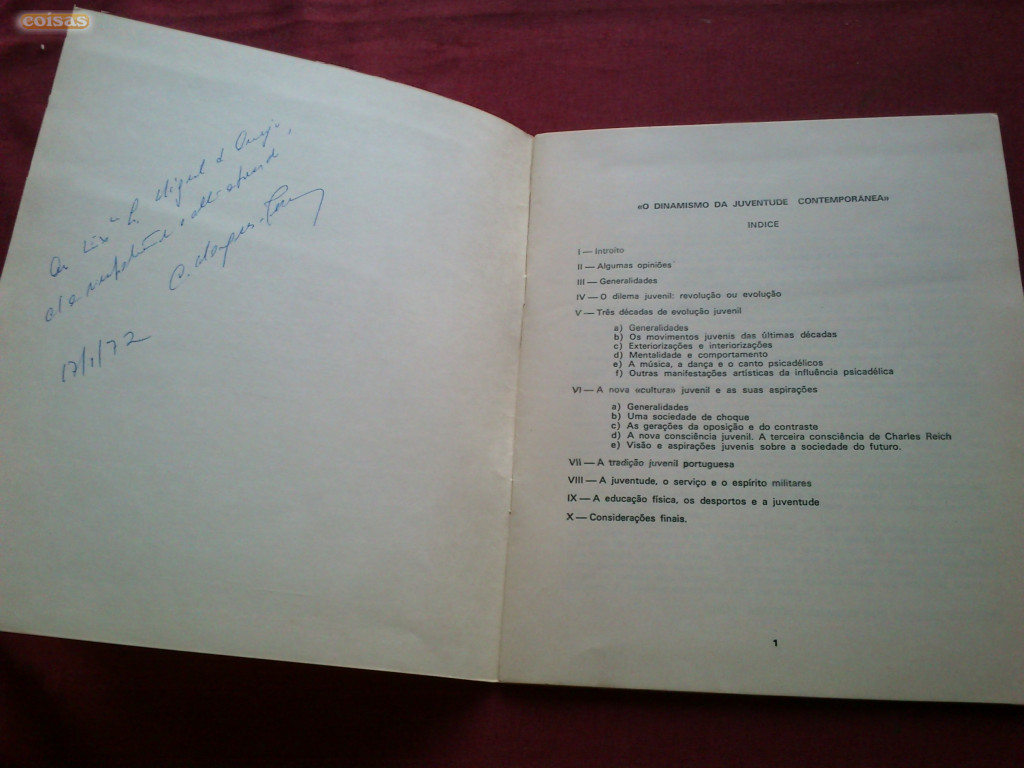 coisas
Miguel
e
C.
17/1/72
«O DINAMISMO DA JUVENTUDE CONTEMPORÂNEA»
INDICE
I — Introito
II — Algumas opiniões
III — Generalidades
IV — O dilema juvenil: revolução ou evolução
V — Três décadas de evolução juvenil
a) Generalidades
b) Os movimentos juvenis das últimas décadas
c) Exteriorizações e interiorizações
d) Mentalidade e comportamento
e) A música, a dança e o canto psicadélicos
f) Outras manifestações artísticas da influência psicadélica
VI — A nova «cultura» juvenil e as suas aspirações
a) Generalidades
b) Uma sociedade de choque
c) As gerações da oposição e do contraste
d) A nova consciência juvenil. A terceira consciência de Charles Reich
e) Visão e aspirações juvenis sobre a sociedade do futuro.
VII — A tradição juvenil portuguesa
VIII — A juventude, o serviço e o espírito militares
IX — A educação física, os desportos e a juventude
X — Considerações finais.
1